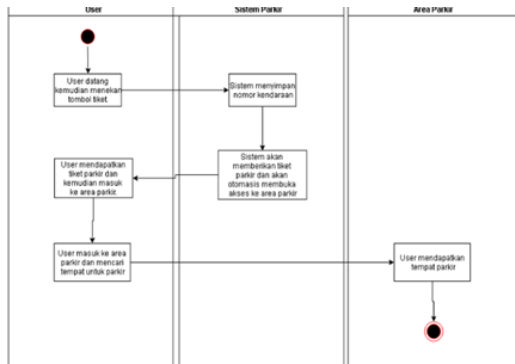 User
Sistem Parkir
Area Parkir
User datang
kemudian menekan
tombol tiket.
Sistem menyimpan
nomor kendaraan
User mendapatkan
tiket parkir dan
kemudian masuk
ke area parkir.
Sistem akan
memberikan tiket
parkir dan akan
otomasis membuka
akses ke area parkir
User masuk ke area
parkir dan mencari
tempat untuk parkir
User mendapatkan
tempat parkir